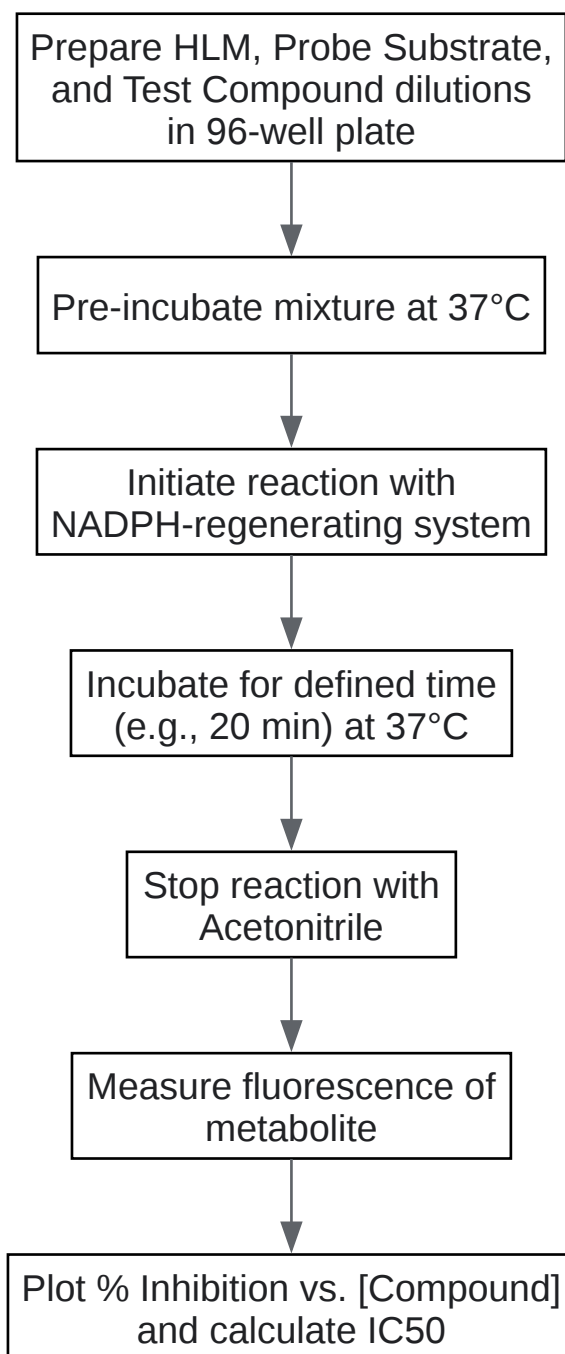 Prepare HLM, Probe Substrate,
and Test Compound dilutions
in 96-well plate
Pre-incubate mixture at 37°C
Initiate reaction with
NADPH-regenerating system
Incubate for defined time
(e.g., 20 min) at 37°C
Stop reaction with
Acetonitrile
Measure fluorescence of
metabolite
Plot % Inhibition vs. [Compound]
and calculate IC50